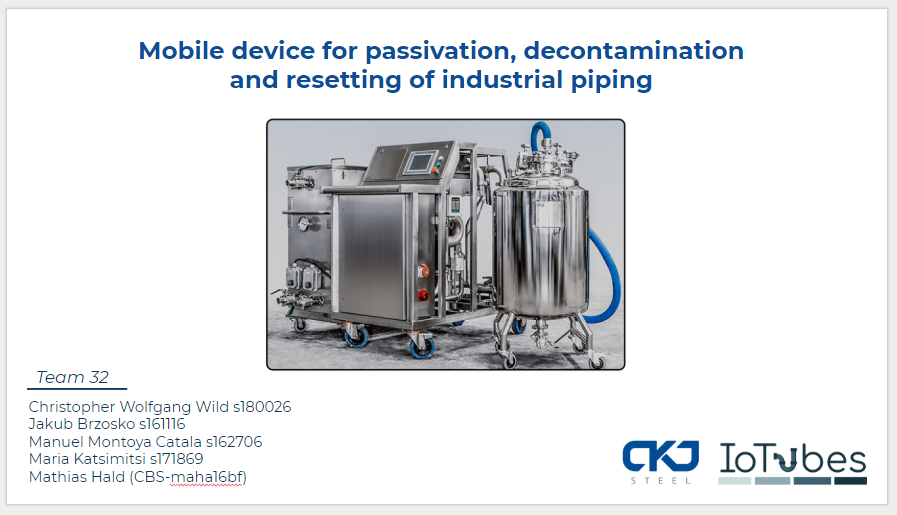 Mobile device for passivation, decontamination
and resetting of industrial piping
Team 32
Christopher Wolfgang Wild s180026
Jakub Brzosko s161116
Manuel Montoya Catala s162706
Maria Katsimitsi s171869
Mathias Hald (CBS-maha16bf)
CKJ
STEEL
IoTubes